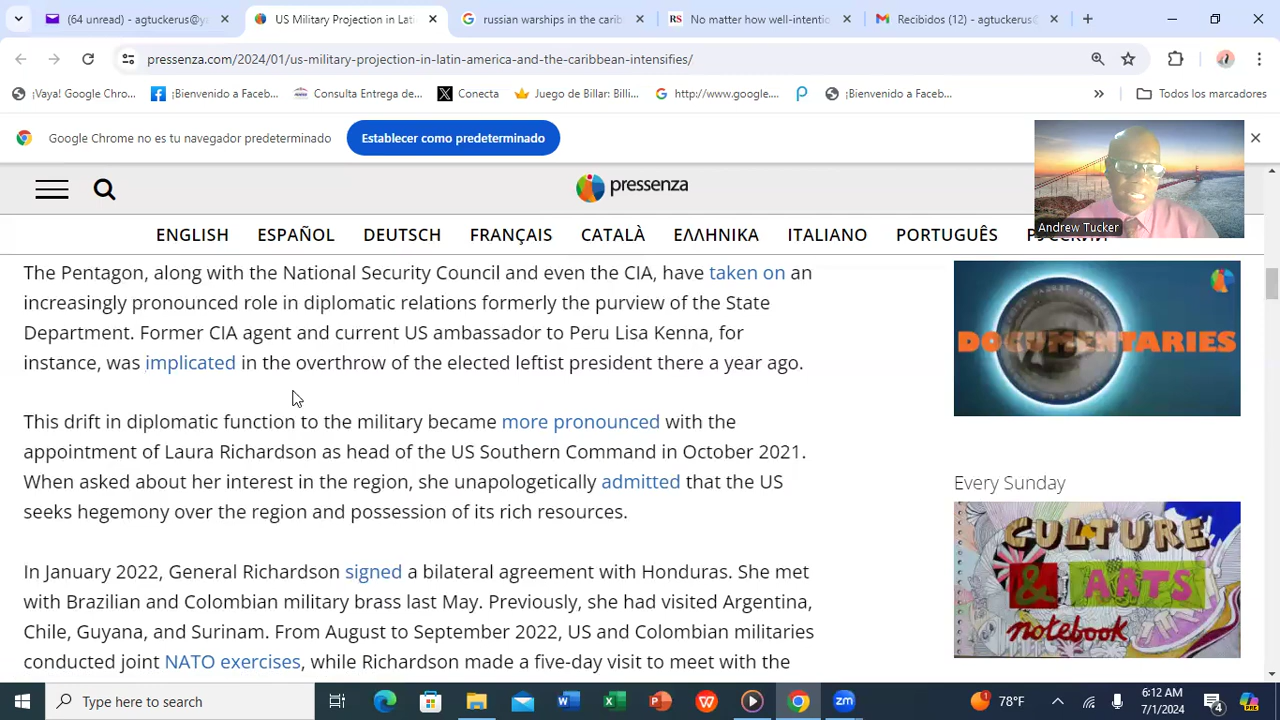 (64 unread) - agtuckerus@y
US Military Projection in Lati
russian warships in the carib
No matter how well-intentio
Recibidos (12) - agtuckerus@
pressenza.com/2024/01/us-military-projection-in-latin-america-and-the-caribbean-intensifies/
¡Vaya! Google Chro...
¡Bienvenido a Faceb...
Consulta Entrega de...
Conecta
Juego de Billar: Billi...
http://www.google....
¡Bienvenido a Faceb...
Todos los marcadores
Google Chrome no es tu navegador predeterminado
Establecer como predeterminado
pressenza
Andrew Tucker
ENGLISH ESPAÑOL DEUTSCH FRANÇAIS CATALÀ ΕΛΛΗΝΙΚΑ ITALIANO PORTUGUÊS
The Pentagon, along with the National Security Council and even the CIA, have taken on an
increasingly pronounced role in diplomatic relations formerly the purview of the State
Department. Former CIA agent and current US ambassador to Peru Lisa Kenna, for
instance, was implicated in the overthrow of the elected leftist president there a year ago.
This drift in diplomatic function to the military became more pronounced with the
appointment of Laura Richardson as head of the US Southern Command in October 2021.
When asked about her interest in the region, she unapologetically admitted that the US
seeks hegemony over the region and possession of its rich resources.
In January 2022, General Richardson signed a bilateral agreement with Honduras. She met
with Brazilian and Colombian military brass last May. Previously, she had visited Argentina,
Chile, Guyana, and Surinam. From August to September 2022, US and Colombian militaries
conducted joint NATO exercises, while Richardson made a five-day visit to meet with the
DOCUMENTARIES
Every Sunday
CULTURE
& ARTS
notebook
Type here to search
78°F
6:12 AM
7/1/2024